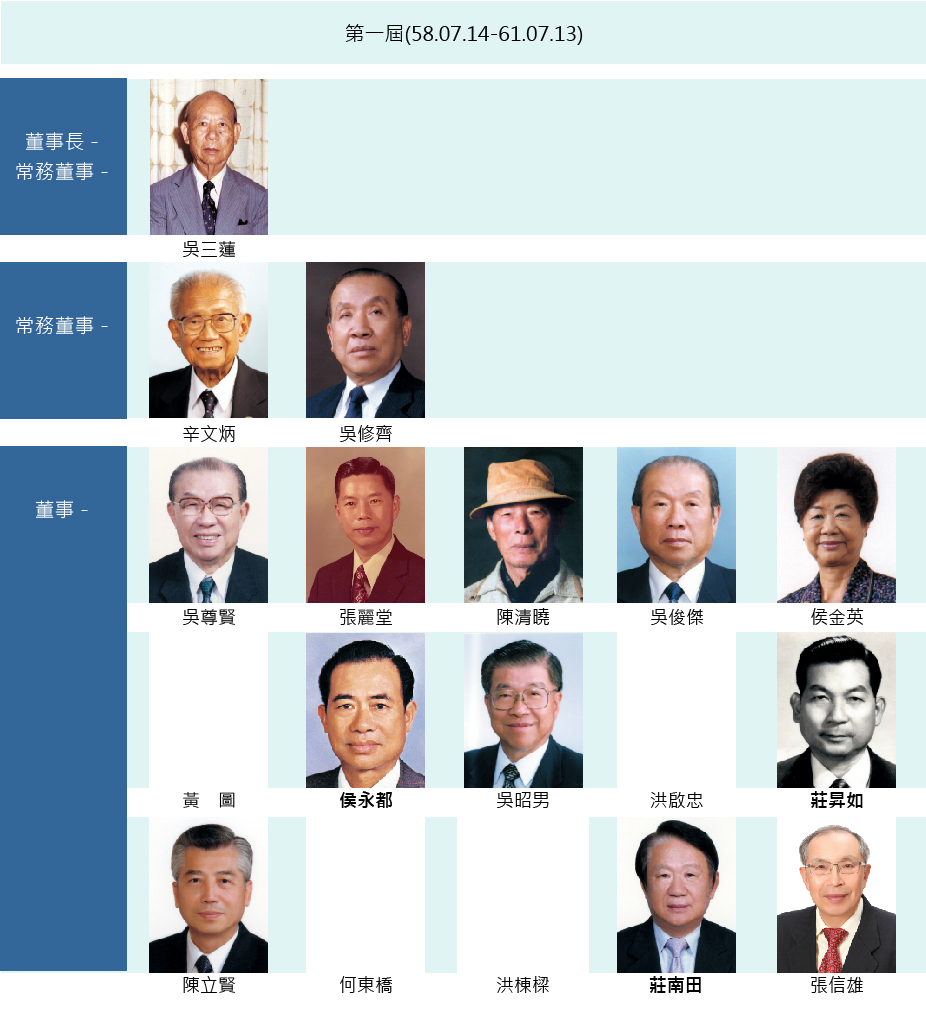 第一屆(58.07.14-61.07.13)
董事長 -
常務董事 -
吳三蓮
常務董事 -
辛文炳
吳修齊
董事 -
吳尊賢
張麗堂
陳清曉
吳俊傑
侯金英
黃　圖
侯永都
吳昭男
洪啟忠
莊昇如
陳立賢
何東橋
洪棟樑
莊南田
張信雄